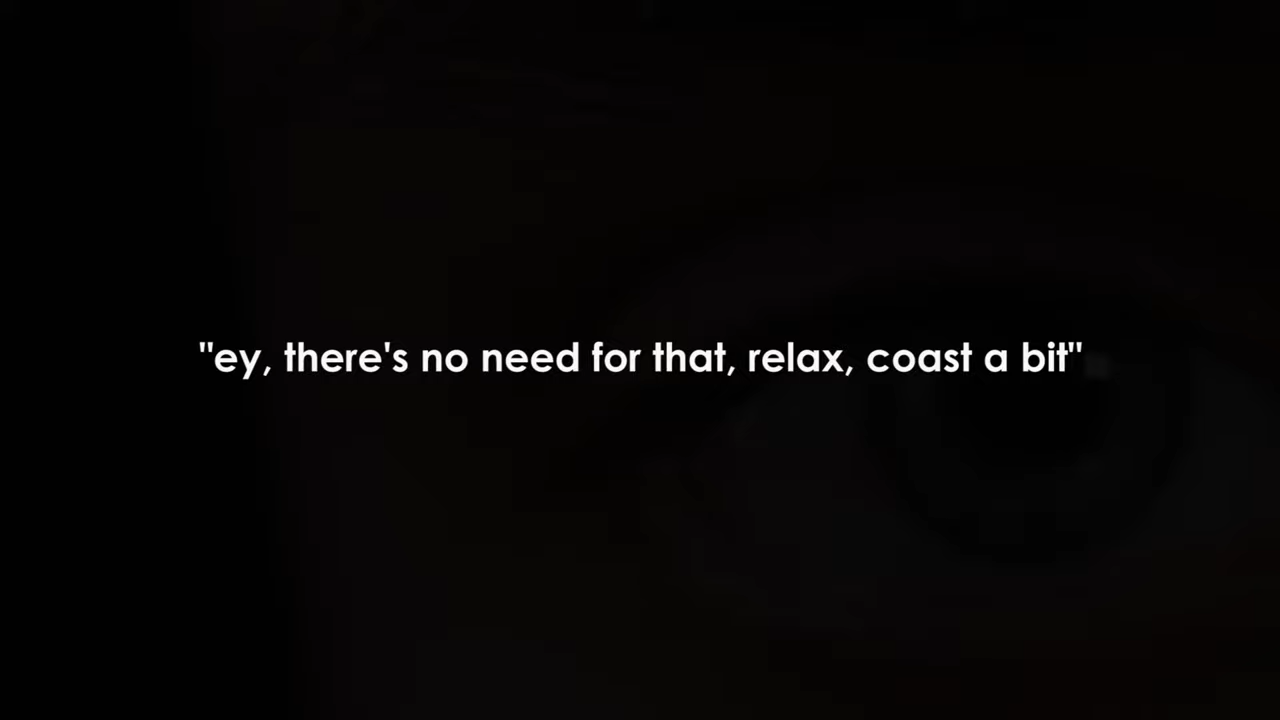 "ey, there's no need for that, relax, coast a bit"